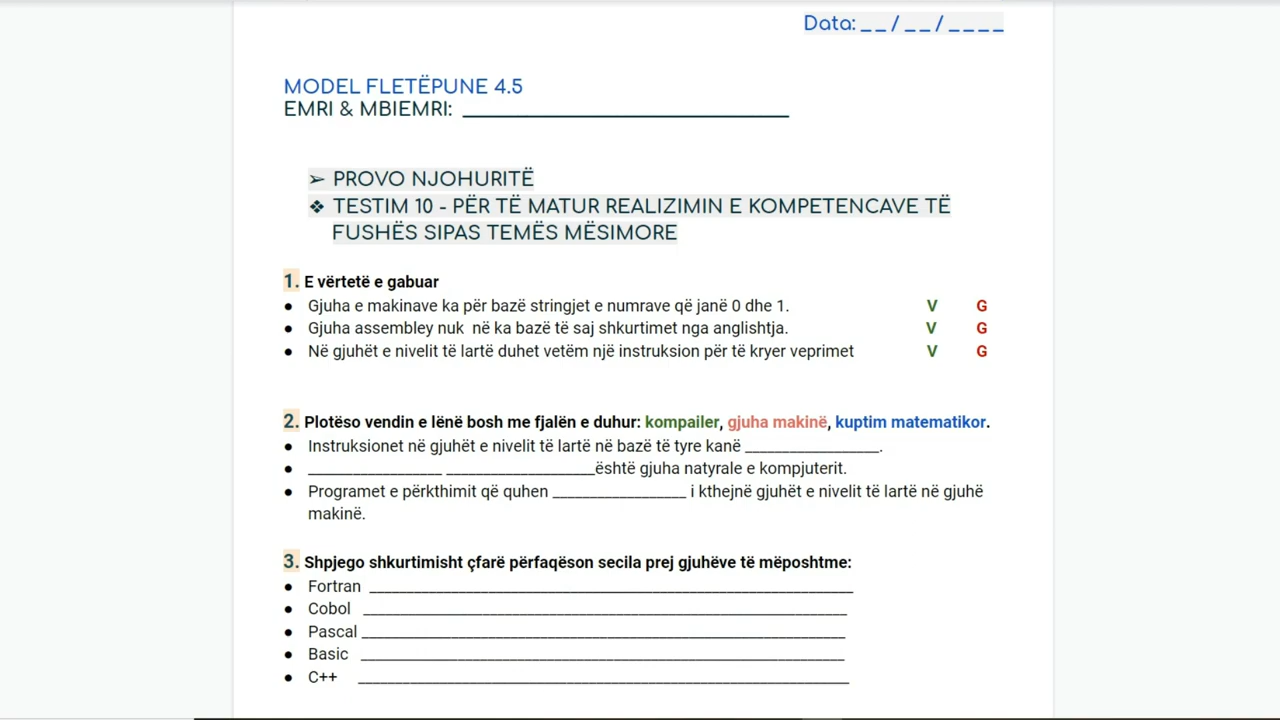 Data: _ _ / _ _ / _ _ _ _
MODEL FLETËPUNE 4.5
EMRI & MBIEMRI: ______________________________
➢ PROVO NJOHURITË
❖ TESTIM 10 - PËR TË MATUR REALIZIMIN E KOMPETENCAVE TË
FUSHËS SIPAS TEMËS MËSIMORE
1. E vërtetë e gabuar
● Gjuha e makinave ka për bazë stringjet e numrave që janë 0 dhe 1. V G
● Gjuha assembley nuk në ka bazë të saj shkurtimet nga anglishtja. V G
● Në gjuhët e nivelit të lartë duhet vetëm një instruksion për të kryer veprimet V G
2. Plotëso vendin e lënë bosh me fjalën e duhur: kompailer, gjuha makinë, kuptim matematikor.
● Instruksionet në gjuhët e nivelit të lartë në bazë të tyre kanë ________________.
● ________________ __________________është gjuha natyrale e kompjuterit.
● Programet e përkthimit që quhen ________________ i kthejnë gjuhët e nivelit të lartë në gjuhë
makinë.
3. Shpjego shkurtimisht çfarë përfaqëson secila prej gjuhëve të mëposhtme:
● Fortran ____________________________________________________________
● Cobol ____________________________________________________________
● Pascal ____________________________________________________________
● Basic ____________________________________________________________
● C++ ____________________________________________________________